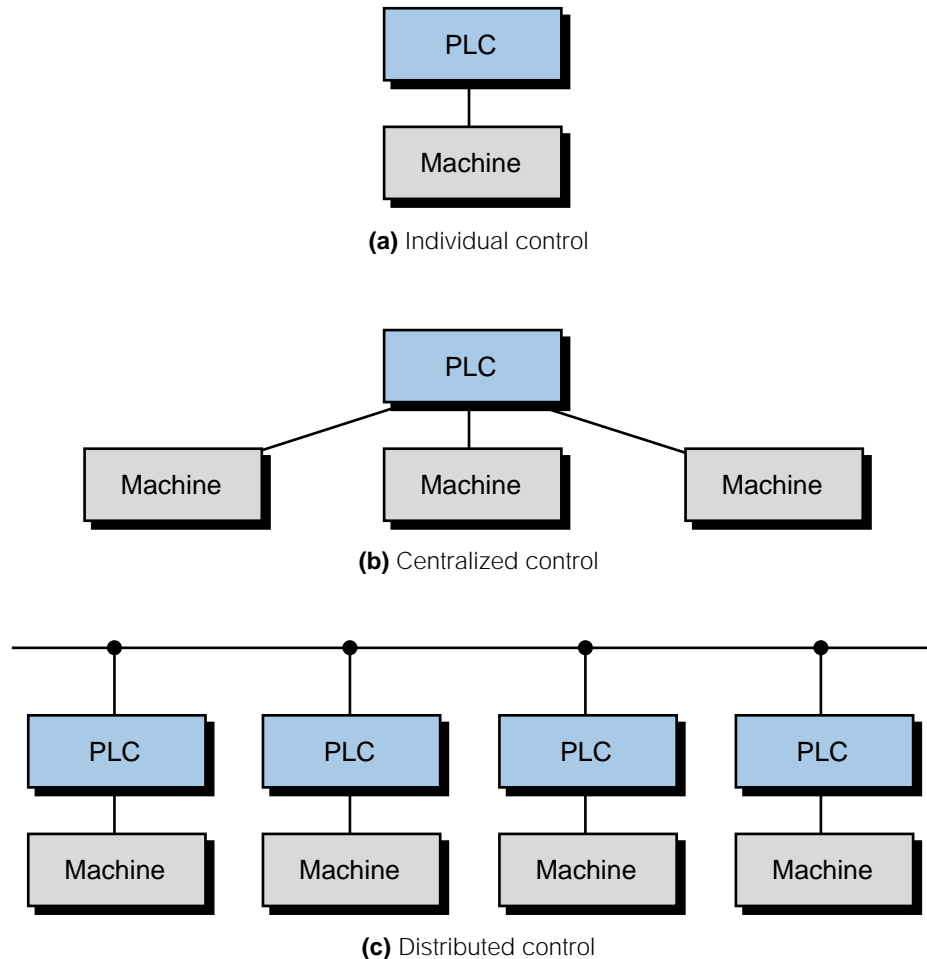 PLC
Machine
(a) Individual control
PLC
Machine Machine Machine
(b) Centralized control
PLC PLC PLC PLC
Machine Machine Machine Machine
(c) Distributed control